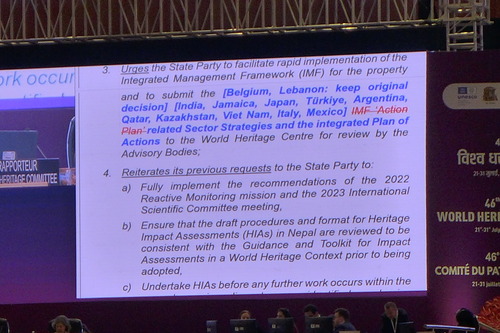 ork occur
RAPPORTEUR
HERITAGE COMMITTEE
3. Urges the State Party to facilitate rapid implementation of the
Integrated Management Framework (IMF) for the property
and to submit the [Belgium, Lebanon: keep original
decision] [India, Jamaica, Japan, Türkiye, Argentina,
Qatar, Kazakhstan, Viet Nam, Italy, Mexico] IMF 'Action
Plan' related Sector Strategies and the integrated Plan of
Actions to the World Heritage Centre for review by the
Advisory Bodies;
4. Reiterates its previous requests to the State Party to:
a) Fully implement the recommendations of the 2022
Reactive Monitoring mission and the 2023 International
Scientific Committee meeting,
b) Ensure that the draft procedures and format for Heritage
Impact Assessments (HIAs) in Nepal are reviewed to be
consistent with the Guidance and Toolkit for Impact
Assessments in a World Heritage Context prior to being
adopted,
c) Undertake HIAs before any further work occurs within the
विश्व ध
46
WORLD HERI
46
COMITÉ DU PAT
21-31 juillet